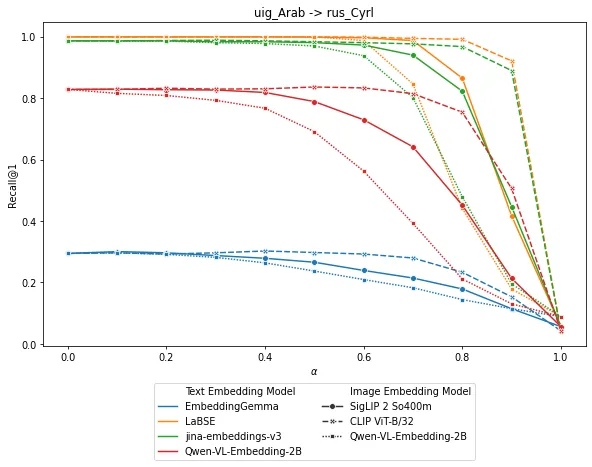 uig_Arab -> rus_Cyrl
1.0
0.8
0.6
0.4
0.2
0.0
Recall@1
0.0 0.2 0.4 0.6 0.8 1.0
α
Text Embedding Model Image Embedding Model
EmbeddingGemma SigLIP 2 So400m
LaBSE CLIP ViT-B/32
jina-embeddings-v3 Qwen-VL-Embedding-2B
Qwen-VL-Embedding-2B